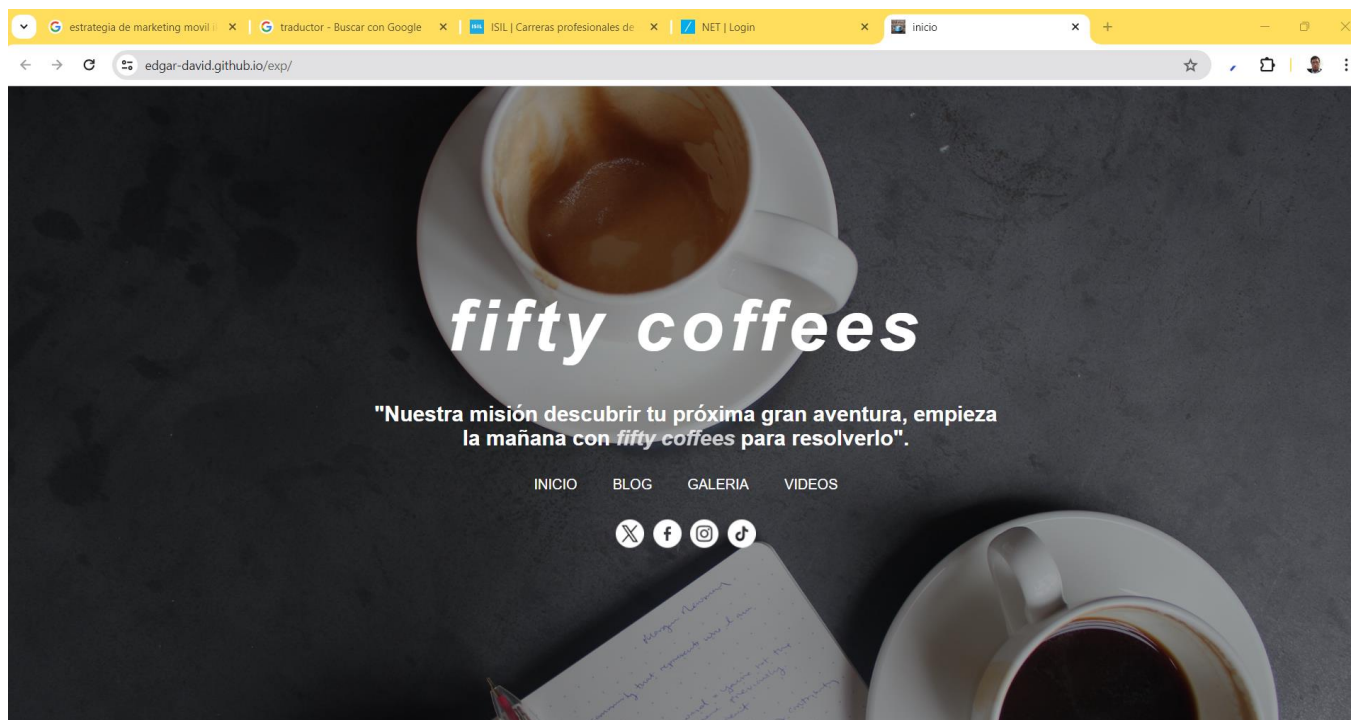 estrategia de marketing movil i
traductor - Buscar con Google
ISIL | Carreras profesionales de
NET | Login
inicio
edgar-david.github.io/exp/
fifty coffees
"Nuestra misión descubrir tu próxima gran aventura, empieza
la mañana con fifty coffees para resolverlo".
INICIO BLOG GALERIA VIDEOS